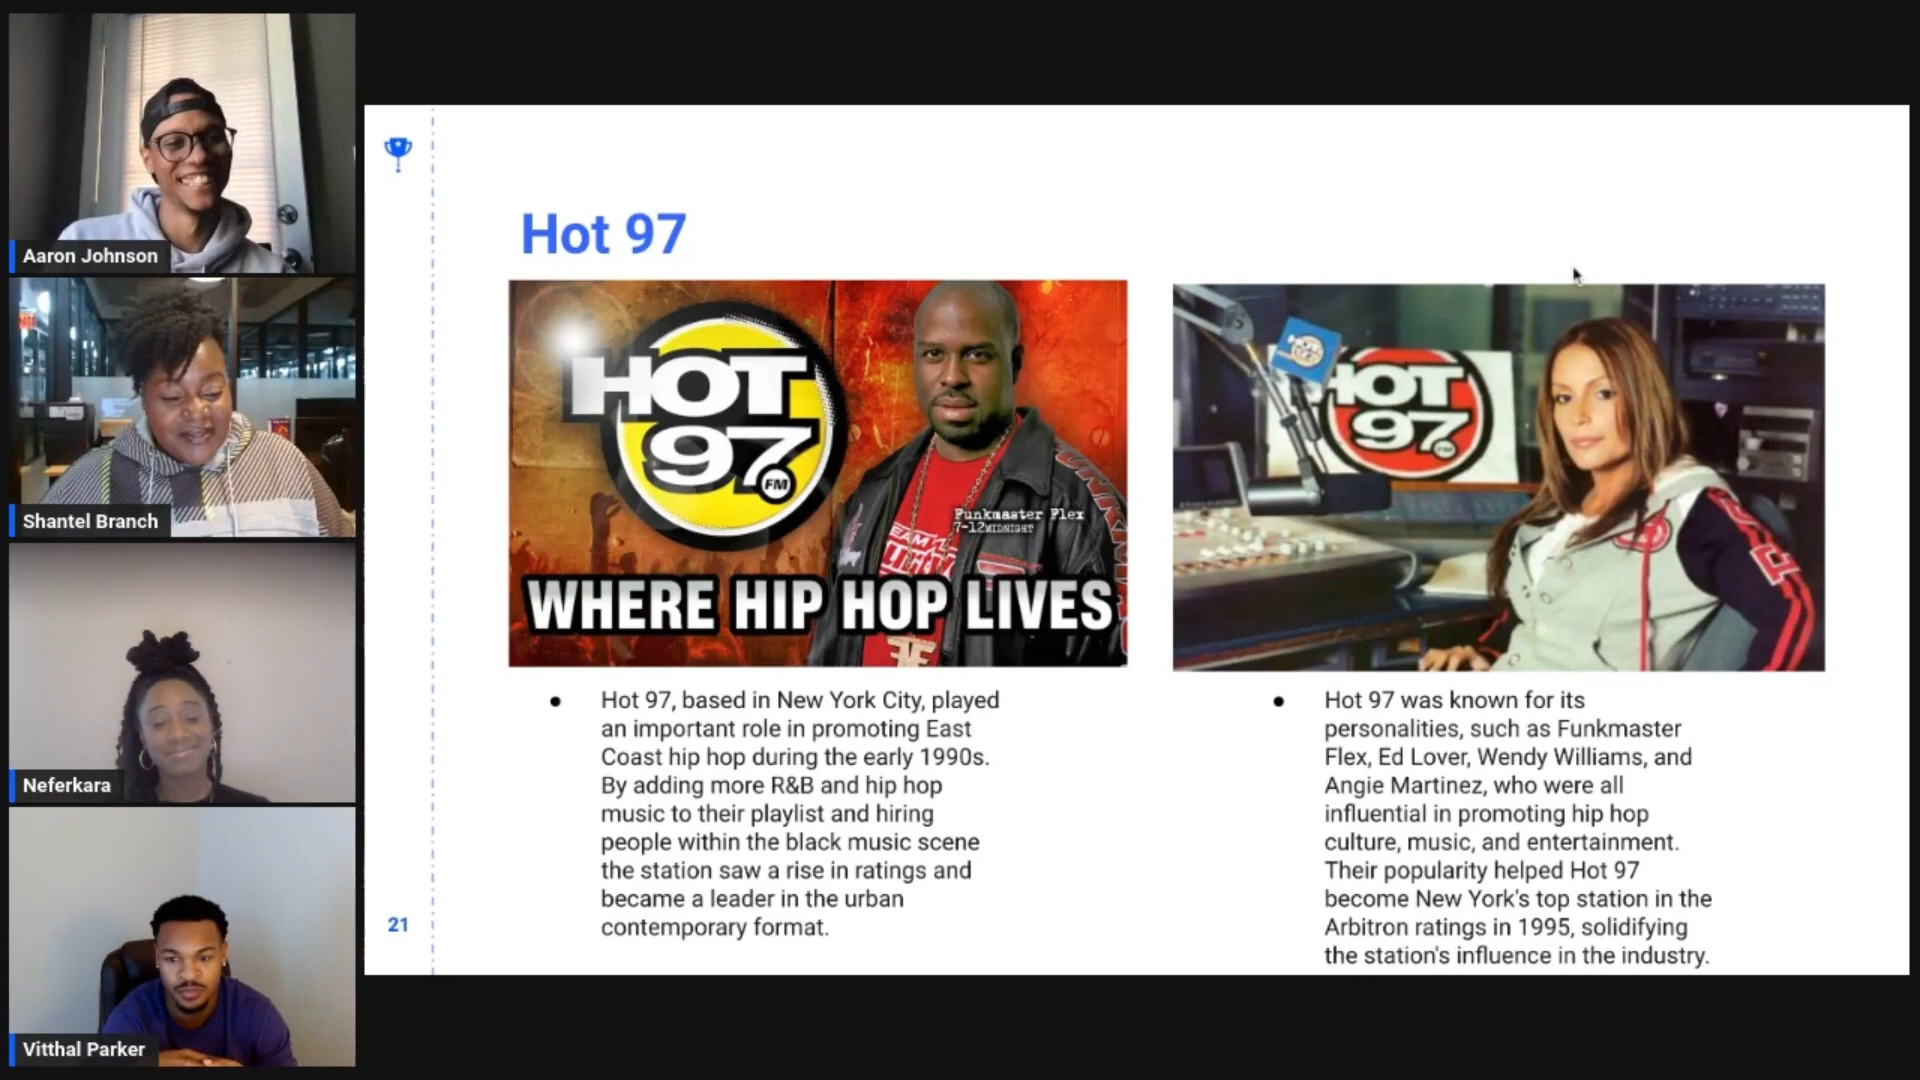 Aaron Johnson
Shantel Branch
Neferkara
Vitthal Parker
21
Hot 97
HOT
97
FM
Funkmaster Flex
7-12MIDNIGHT
WHERE HIP HOP LIVES
HOT
97
Hot 97, based in New York City, played
an important role in promoting East
Coast hip hop during the early 1990s.
By adding more R&B and hip hop
music to their playlist and hiring
people within the black music scene
the station saw a rise in ratings and
became a leader in the urban
contemporary format.
Hot 97 was known for its
personalities, such as Funkmaster
Flex, Ed Lover, Wendy Williams, and
Angie Martinez, who were all
influential in promoting hip hop
culture, music, and entertainment.
Their popularity helped Hot 97
become New York's top station in the
Arbitron ratings in 1995, solidifying
the station's influence in the industry.